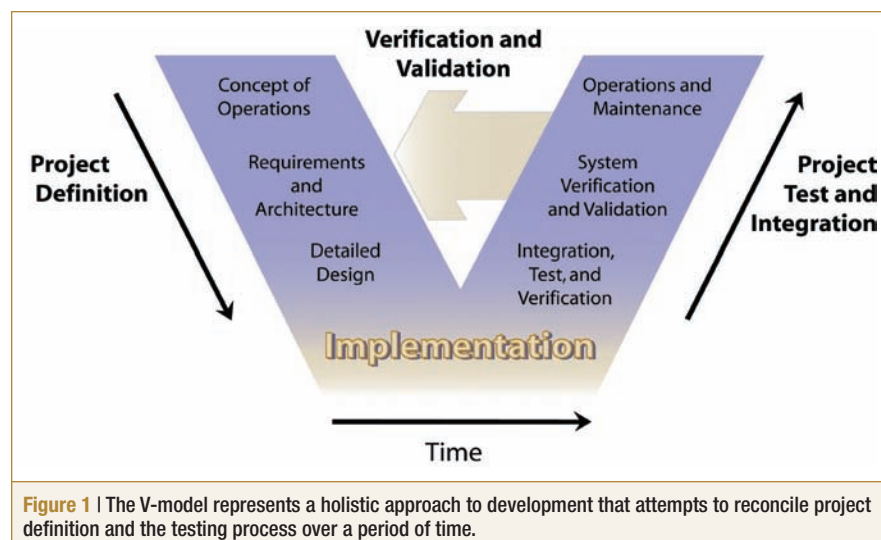 Verification and
Validation
Concept of
Operations
Operations and
Maintenance
Project
Definition
Requirements
and
Architecture
System
Verification
and Validation
Project
Test and
Integration
Detailed
Design
Integration,
Test, and
Verification
Implementation
Time
Figure 1 | The V-model represents a holistic approach to development that attempts to reconcile project
definition and the testing process over a period of time.